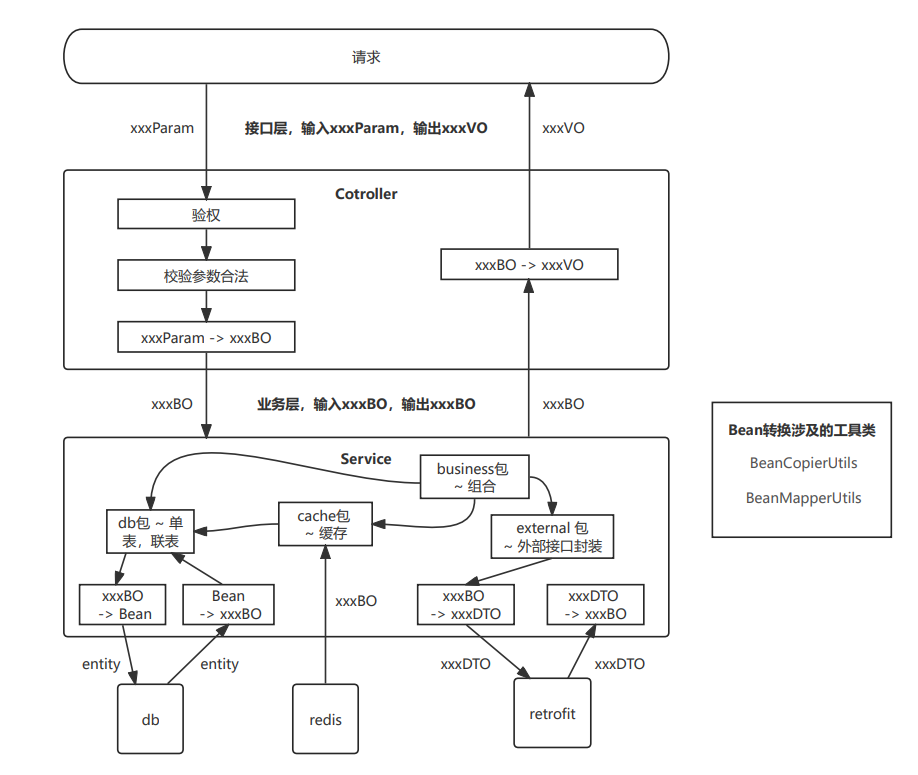 请求
xxxParam
接口层，输入xxxParam，输出xxxVO
xxxVO
Cotroller
验权
校验参数合法
xxxParam -> xxxBO
xxxBO -> xxxVO
xxxBO
业务层，输入xxxBO，输出xxxBO
xxxBO
Service
business包
~ 组合
db包 ~ 单
表，联表
cache包
~ 缓存
external 包
~ 外部接口封装
xxxBO
-> Bean
Bean
-> xxxBO
xxxBO
xxxBO
-> xxxDTO
xxxDTO
-> xxxBO
entity
entity
xxxDTO
xxxDTO
db
redis
retrofit
Bean转换涉及的工具类
BeanCopierUtils
BeanMapperUtils